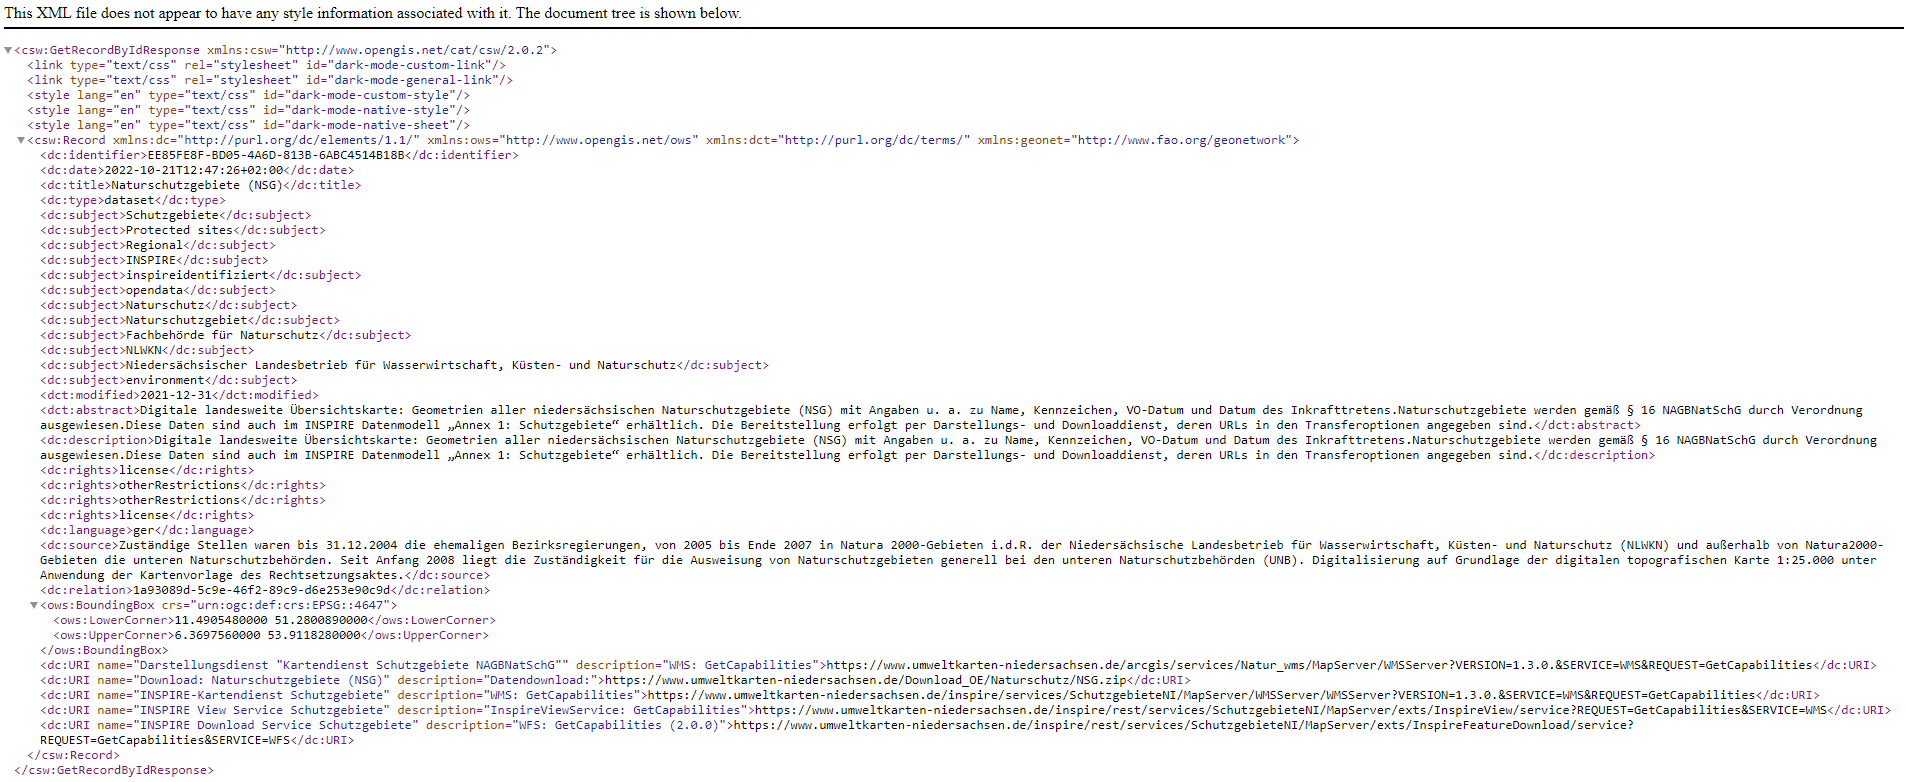 This XML file does not appear to have any style information associated with it. The document tree is shown below.
▼<csw:GetRecordByIdResponse xmlns:csw="http://www.opengis.net/cat/csw/2.0.2">
<link type="text/css" rel="stylesheet" id="dark-mode-custom-link"/>
<link type="text/css" rel="stylesheet" id="dark-mode-general-link"/>
<style lang="en" type="text/css" id="dark-mode-custom-style"/>
<style lang="en" type="text/css" id="dark-mode-native-style"/>
<style lang="en" type="text/css" id="dark-mode-native-sheet"/>
▼<csw:Record xmlns:dc="http://purl.org/dc/elements/1.1/" xmlns:ows="http://www.opengis.net/ows" xmlns:dct="http://purl.org/dc/terms/" xmlns:geonet="http://www.fao.org/geonetwork">
<dc:identifier>EE85FE8F-BD05-4A6D-813B-6ABC4514B18B</dc:identifier>
<dc:date>2022-10-21T12:47:26+02:00</dc:date>
<dc:title>Naturschutzgebiete (NSG)</dc:title>
<dc:type>dataset</dc:type>
<dc:subject>Schutzgebiete</dc:subject>
<dc:subject>Protected sites</dc:subject>
<dc:subject>Regional</dc:subject>
<dc:subject>INSPIRE</dc:subject>
<dc:subject>inspireidentifiziert</dc:subject>
<dc:subject>opendata</dc:subject>
<dc:subject>Naturschutz</dc:subject>
<dc:subject>Naturschutzgebiet</dc:subject>
<dc:subject>Fachbehörde für Naturschutz</dc:subject>
<dc:subject>NLWKN</dc:subject>
<dc:subject>Niedersächsischer Landesbetrieb für Wasserwirtschaft, Küsten- und Naturschutz</dc:subject>
<dc:subject>environment</dc:subject>
<dct:modified>2021-12-31</dct:modified>
<dct:abstract>Digitale landesweite Übersichtskarte: Geometrien aller niedersächsischen Naturschutzgebiete (NSG) mit Angaben u. a. zu Name, Kennzeichen, VO-Datum und Datum des Inkrafttretens.Naturschutzgebiete werden gemäß § 16 NAGBNatSchG durch Verordnung
ausgewiesen.Diese Daten sind auch im INSPIRE Datenmodell „Annex 1: Schutzgebiete“ erhältlich. Die Bereitstellung erfolgt per Darstellungs- und Downloaddienst, deren URLs in den Transferoptionen angegeben sind.</dct:abstract>
<dc:description>Digitale landesweite Übersichtskarte: Geometrien aller niedersächsischen Naturschutzgebiete (NSG) mit Angaben u. a. zu Name, Kennzeichen, VO-Datum und Datum des Inkrafttretens.Naturschutzgebiete werden gemäß § 16 NAGBNatSchG durch Verordnung
ausgewiesen.Diese Daten sind auch im INSPIRE Datenmodell „Annex 1: Schutzgebiete“ erhältlich. Die Bereitstellung erfolgt per Darstellungs- und Downloaddienst, deren URLs in den Transferoptionen angegeben sind.</dc:description>
<dc:rights>license</dc:rights>
<dc:rights>otherRestrictions</dc:rights>
<dc:rights>otherRestrictions</dc:rights>
<dc:rights>license</dc:rights>
<dc:language>ger</dc:language>
<dc:source>Zuständige Stellen waren bis 31.12.2004 die ehemaligen Bezirksregierungen, von 2005 bis Ende 2007 in Natura 2000-Gebieten i.d.R. der Niedersächsische Landesbetrieb für Wasserwirtschaft, Küsten- und Naturschutz (NLWKN) und außerhalb von Natura2000-
Gebieten die unteren Naturschutzbehörden. Seit Anfang 2008 liegt die Zuständigkeit für die Ausweisung von Naturschutzgebieten generell bei den unteren Naturschutzbehörden (UNB). Digitalisierung auf Grundlage der digitalen topografischen Karte 1:25.000 unter
Anwendung der Kartenvorlage des Rechtsetzungsaktes.</dc:source>
<dc:relation>1a93089d-5c9e-46f2-89c9-d6e253e90c9d</dc:relation>
▼<ows:BoundingBox crs="urn:ogc:def:crs:EPSG::4647">
<ows:LowerCorner>11.4905480000 51.2800890000</ows:LowerCorner>
<ows:UpperCorner>6.3697560000 53.9118280000</ows:UpperCorner>
</ows:BoundingBox>
<dc:URI name="Darstellungsdienst "Kartendienst Schutzgebiete NAGBNatSchG"" description="WMS: GetCapabilities">https://www.umweltkarten-niedersachsen.de/arcgis/services/Natur_wms/MapServer/WMSServer?VERSION=1.3.0.&SERVICE=WMS&REQUEST=GetCapabilities</dc:URI>
<dc:URI name="Download: Naturschutzgebiete (NSG)" description="Datendownload:">https://www.umweltkarten-niedersachsen.de/Download_OE/Naturschutz/NSG.zip</dc:URI>
<dc:URI name="INSPIRE-Kartendienst Schutzgebiete" description="WMS: GetCapabilities">https://www.umweltkarten-niedersachsen.de/inspire/services/SchutzgebieteNI/MapServer/WMSServer/WMSServer?VERSION=1.3.0.&SERVICE=WMS&REQUEST=GetCapabilities</dc:URI>
<dc:URI name="INSPIRE View Service Schutzgebiete" description="InspireViewService: GetCapabilities">https://www.umweltkarten-niedersachsen.de/inspire/rest/services/SchutzgebieteNI/MapServer/exts/InspireView/service?REQUEST=GetCapabilities&SERVICE=WMS</dc:URI>
<dc:URI name="INSPIRE Download Service Schutzgebiete" description="WFS: GetCapabilities (2.0.0)">https://www.umweltkarten-niedersachsen.de/inspire/rest/services/SchutzgebieteNI/MapServer/exts/InspireFeatureDownload/service?
REQUEST=GetCapabilities&SERVICE=WFS</dc:URI>
</csw:Record>
</csw:GetRecordByIdResponse>